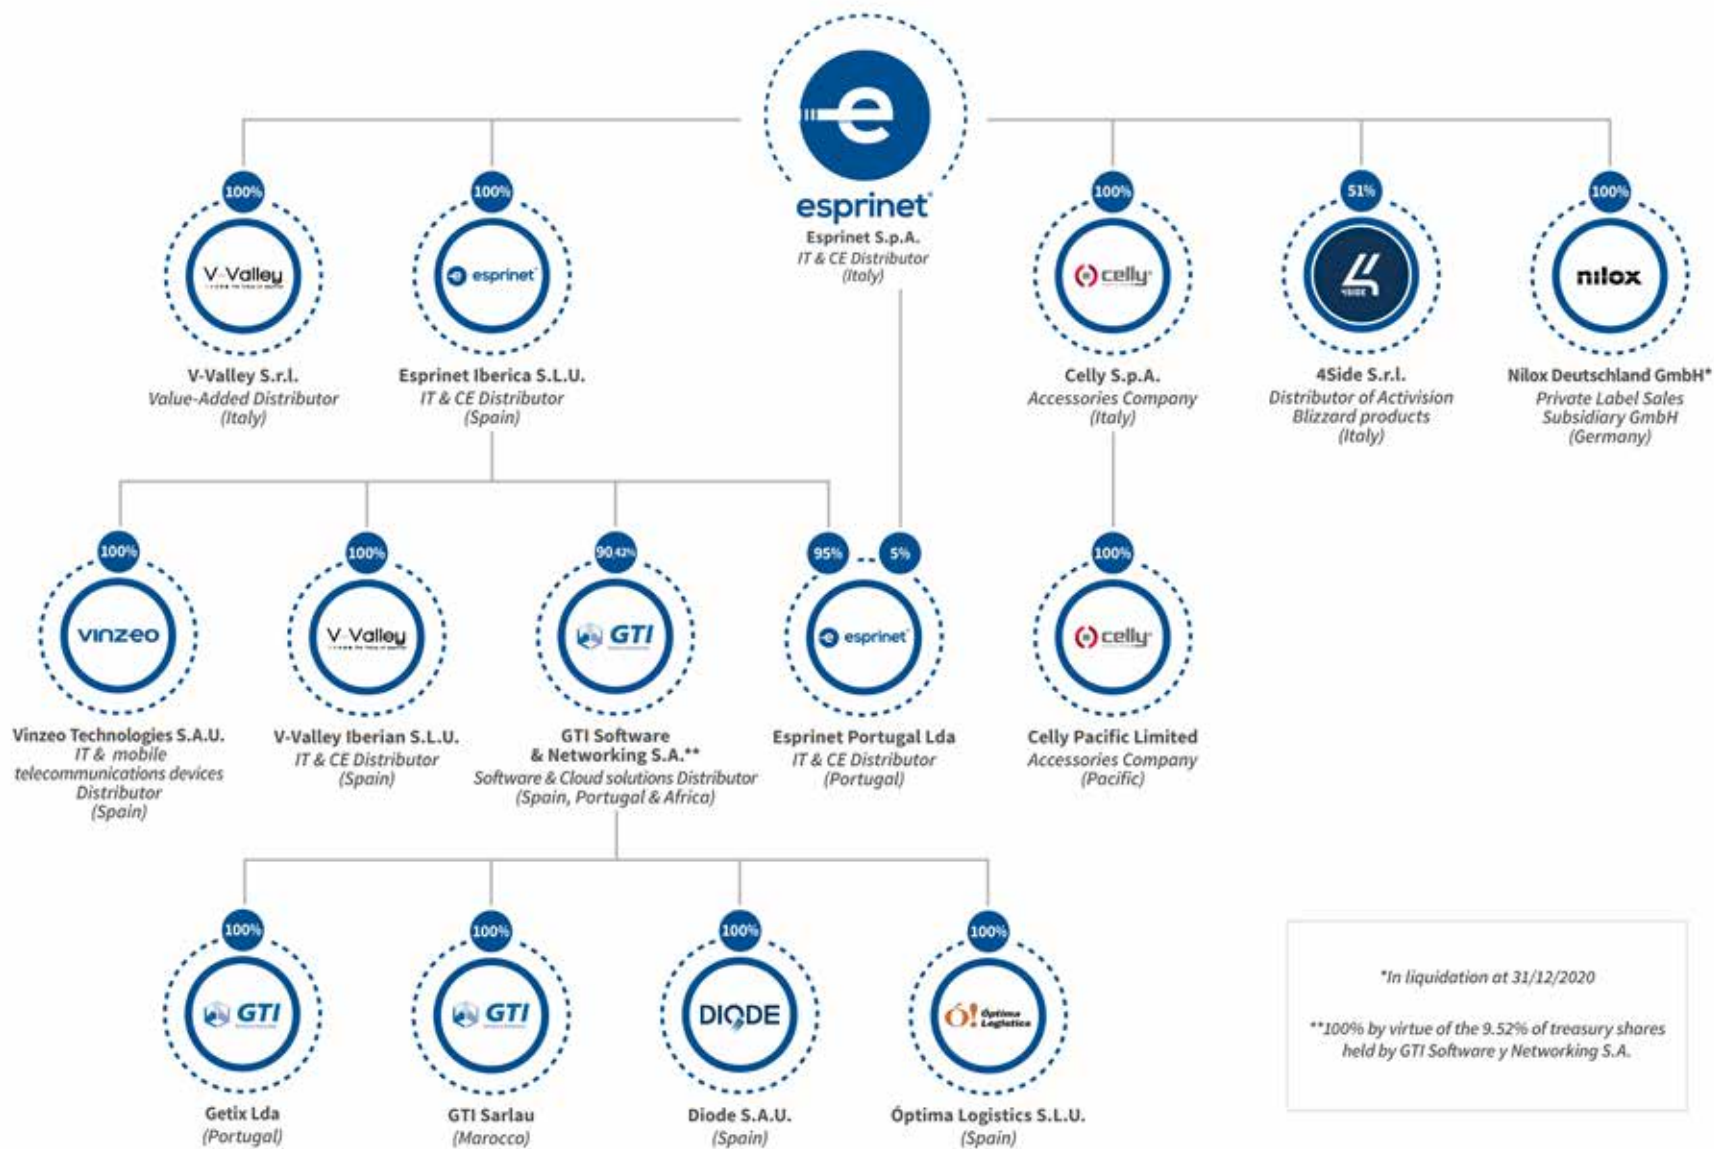 e
esprinet
Esprinet S.p.A.
IT & CE Distributor
(Italy)
100%
V-Valley
V-Valley S.r.l.
Value-Added Distributor
(Italy)
100%
esprinet
Esprinet Iberica S.L.U.
IT & CE Distributor
(Spain)
100%
celly
Celly S.p.A.
Accessories Company
(Italy)
51%
4SIDE
4Side S.r.l.
Distributor of Activision
Blizzard products
(Italy)
100%
nilox
Nilox Deutschland GmbH*
Private Label Sales
Subsidiary GmbH
(Germany)
100%
vinzeo
Vinzeo Technologies S.A.U.
IT & mobile
telecommunications devices
Distributor
(Spain)
100%
V-Valley
V-Valley Iberian S.L.U.
IT & CE Distributor
(Spain)
90.42%
GTI
GTI Software
& Networking S.A.**
Software & Cloud solutions Distributor
(Spain, Portugal & Africa)
95%
5%
esprinet
Esprinet Portugal Lda
IT & CE Distributor
(Portugal)
100%
celly
Celly Pacific Limited
Accessories Company
(Pacific)
100%
GTI
Getix Lda
(Portugal)
100%
GTI
GTI Sarlau
(Marocco)
100%
DIODE
Diode S.A.U.
(Spain)
100%
Ó! Óptima
Logistics
Óptima Logistics S.L.U.
(Spain)
*In liquidation at 31/12/2020
**100% by virtue of the 9.52% of treasury shares
held by GTI Software y Networking S.A.